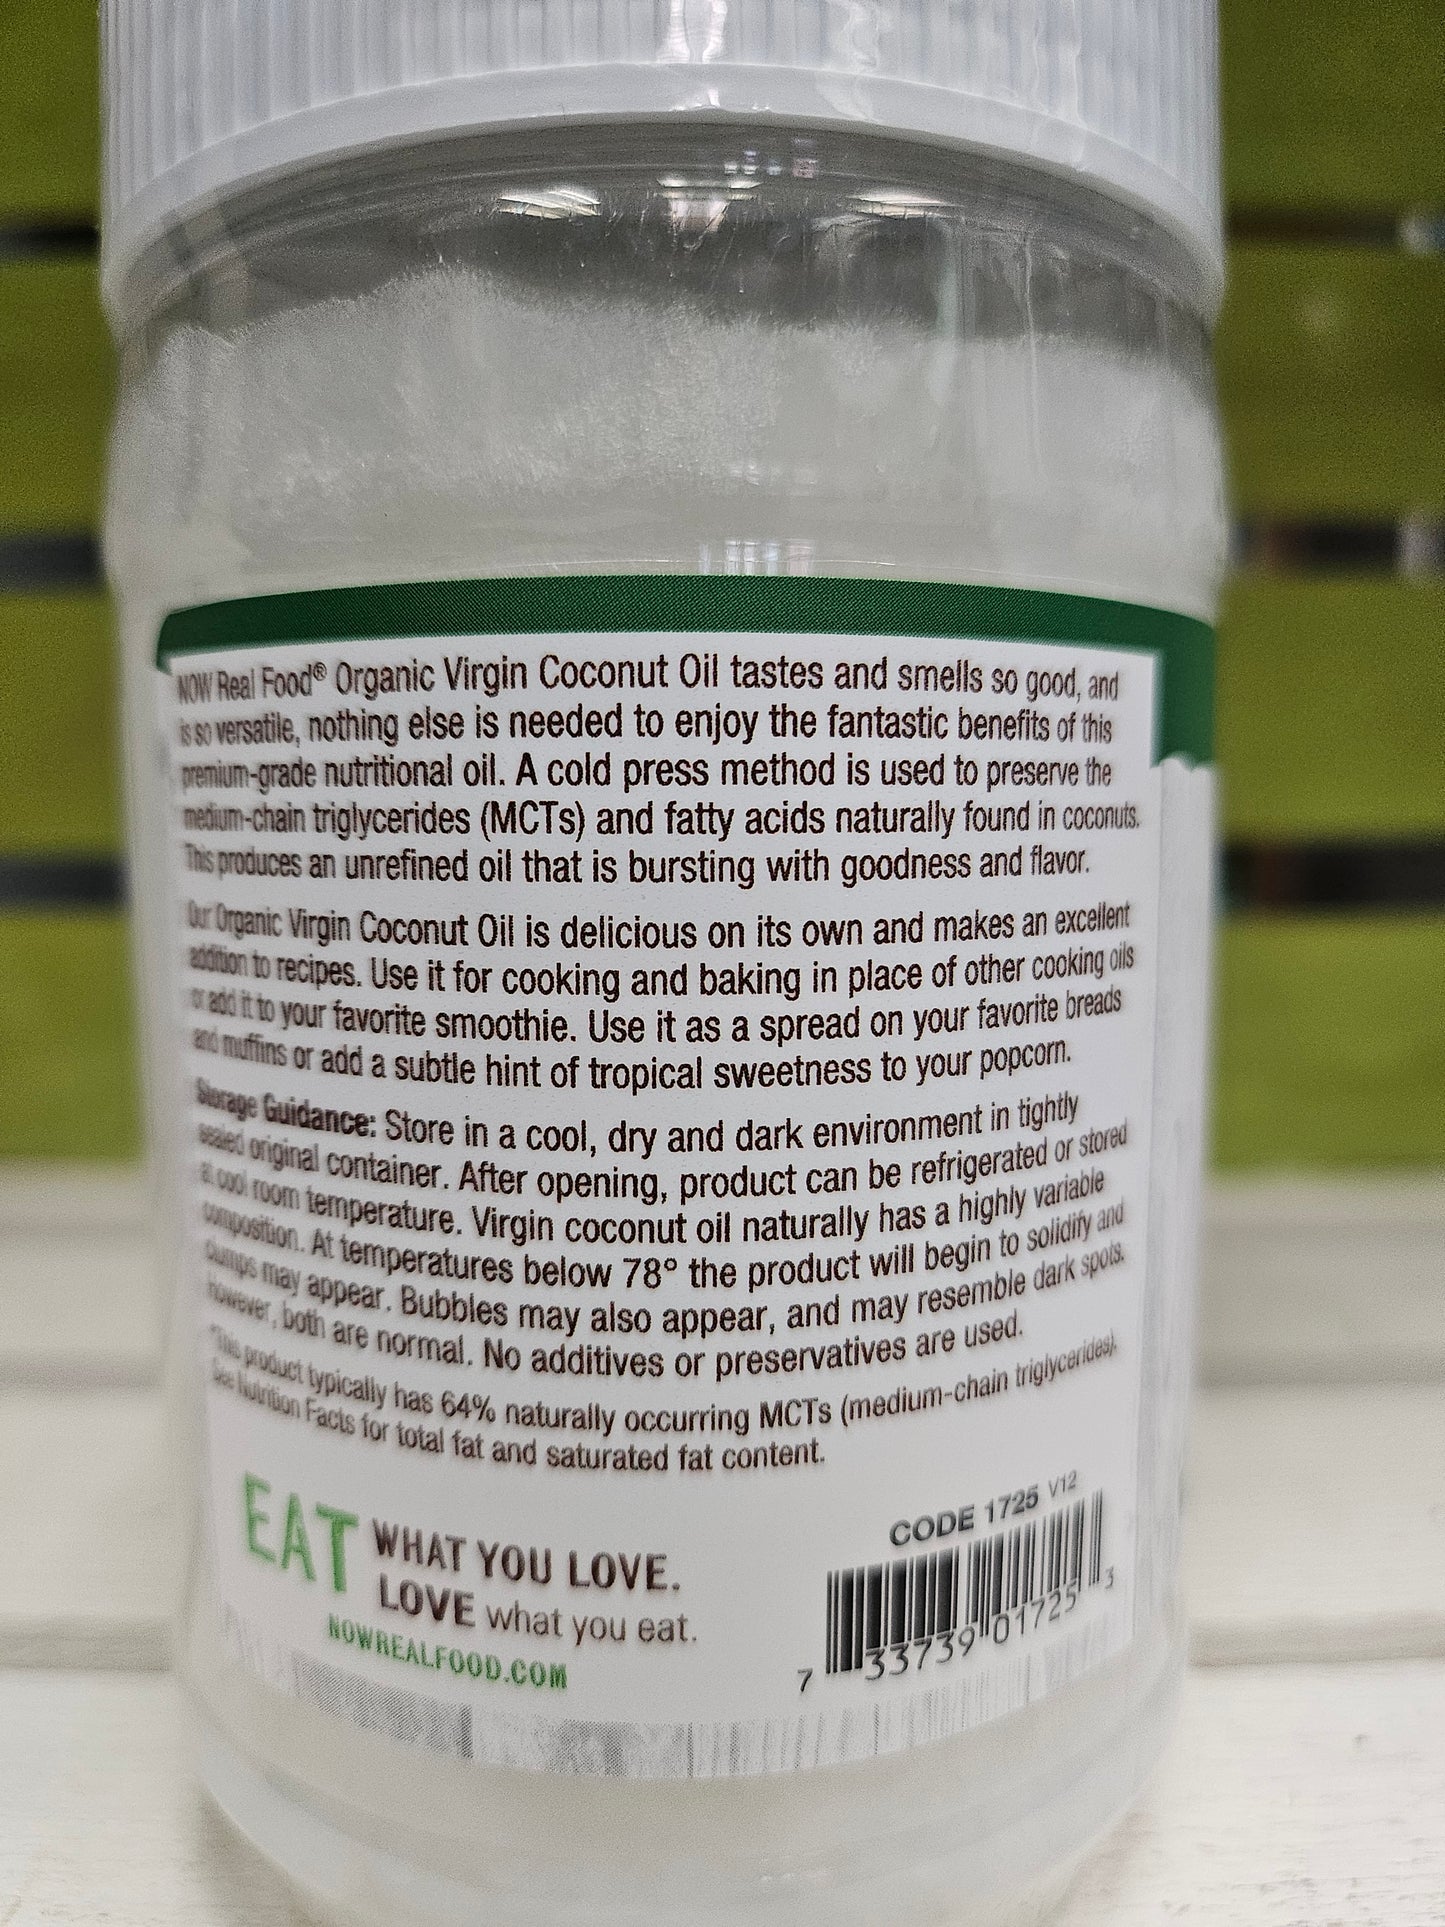 NOW Real Food® Organic Virgin Coconut Oil tastes and smells so good, and
is so versatile, nothing else is needed to enjoy the fantastic benefits of this
premium-grade nutritional oil. A cold press method is used to preserve the
medium-chain triglycerides (MCTs) and fatty acids naturally found in coconuts.
This produces an unrefined oil that is bursting with goodness and flavor.
Our Organic Virgin Coconut Oil is delicious on its own and makes an excellent
addition to recipes. Use it for cooking and baking in place of other cooking oils
or add it to your favorite smoothie. Use it as a spread on your favorite breads
and muffins or add a subtle hint of tropical sweetness to your popcorn.
Storage Guidance: Store in a cool, dry and dark environment in tightly
sealed original container. After opening, product can be refrigerated or stored
at cool room temperature. Virgin coconut oil naturally has a highly variable
composition. At temperatures below 78° the product will begin to solidify and
clumps may appear. Bubbles may also appear, and may resemble dark spots.
however, both are normal. No additives or preservatives are used.
*This product typically has 64% naturally occurring MCTs (medium-chain triglycerides).
See Nutrition Facts for total fat and saturated fat content.
EAT WHAT YOU LOVE.
LOVE what you eat.
NOWREALFOOD.COM
CODE 1725 V12
7 33739 01725 3